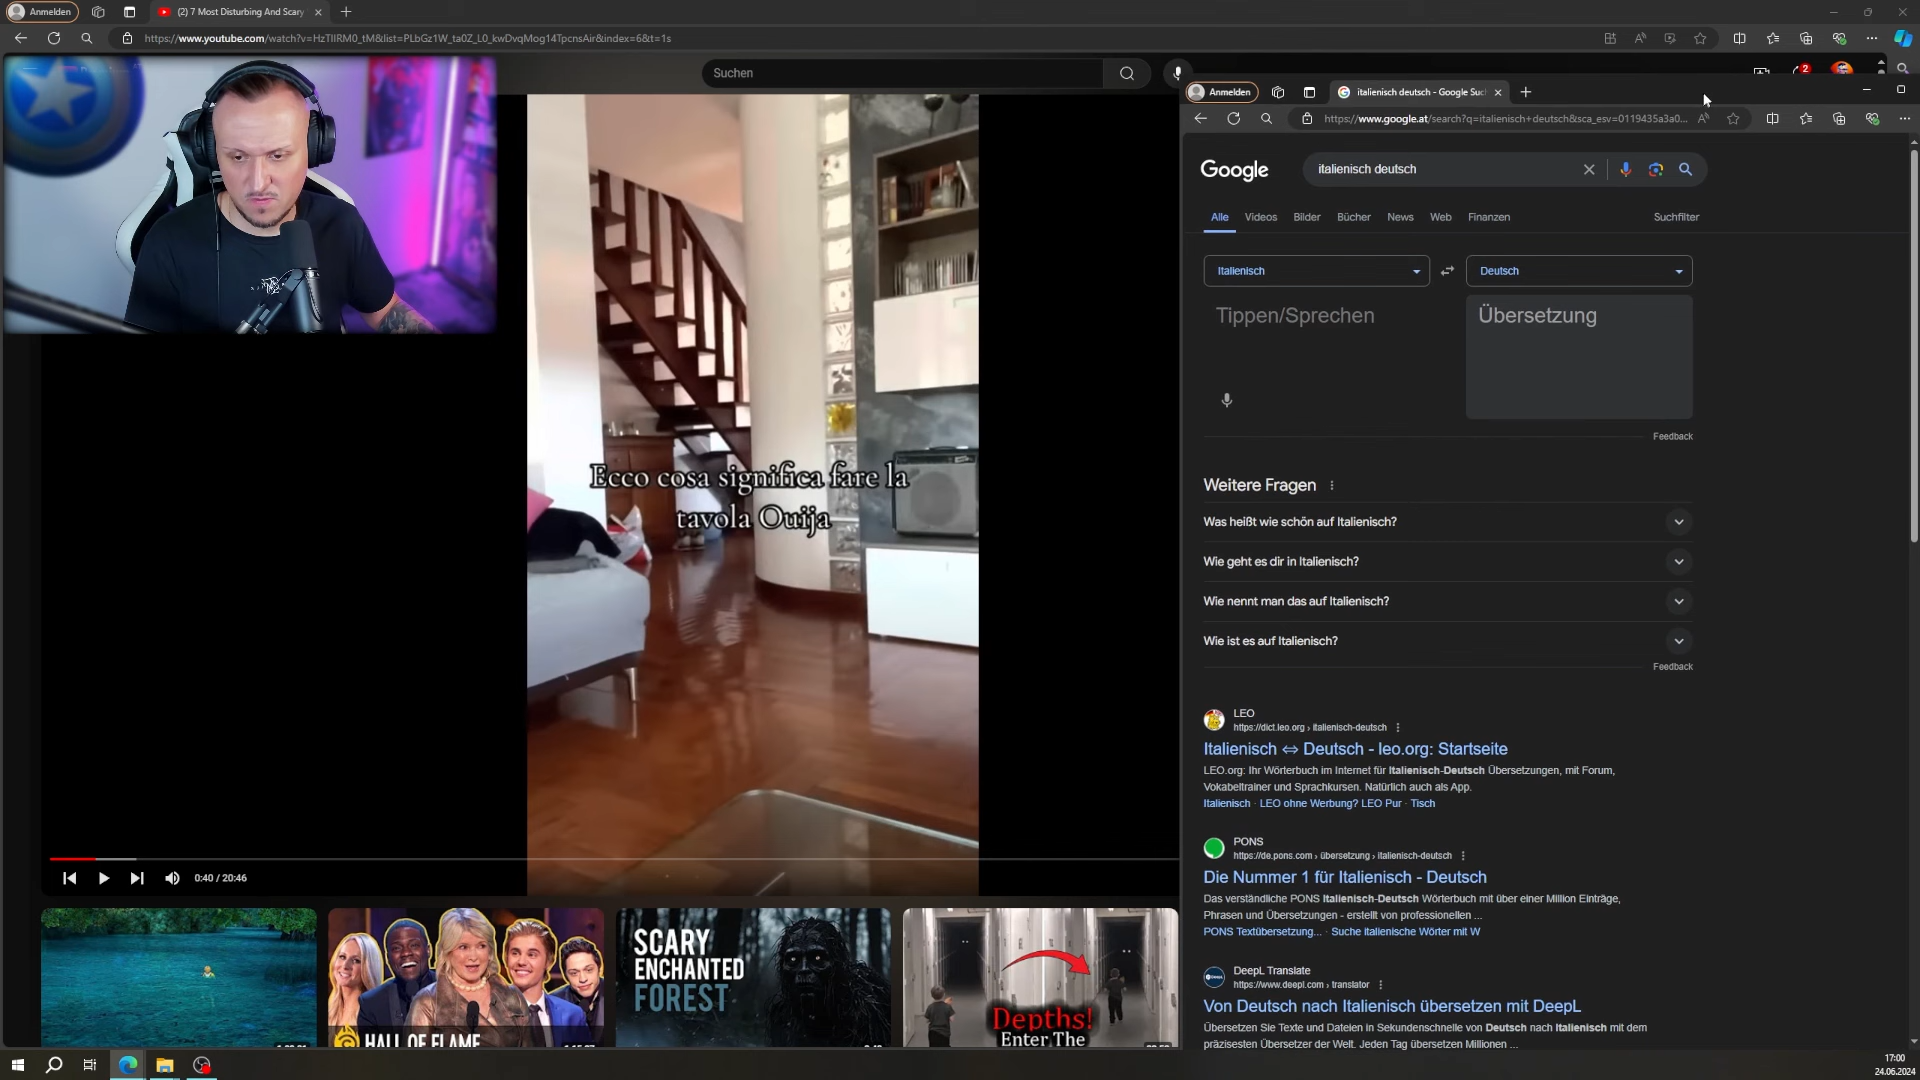 Anmelden
(2) 7 Most Disturbing And Scary
https://www.youtube.com/watch?v=HzTIlRM0_tM&list=PLbGz1W_ta0Z_L0_kwDvqMog14TpcnsAir&index=6&t=1s
Suchen
2
Ecco cosa significa fare la
tavola Ouija
0:40 / 20:46
HALL OF FLAME
SCARY
ENCHANTED
FOREST
Depths!
Enter The
Anmelden
italienisch deutsch - Google Suc
https://www.google.at/search?q=italienisch+deutsch&sca_esv=0119435a3a0...
Google
italienisch deutsch
Alle
Videos
Bilder
Bücher
News
Web
Finanzen
Suchfilter
Italienisch
Deutsch
Tippen/Sprechen
Übersetzung
Feedback
Weitere Fragen
Was heißt wie schön auf Italienisch?
Wie geht es dir in Italienisch?
Wie nennt man das auf Italienisch?
Wie ist es auf Italienisch?
Feedback
LEO
https://dict.leo.org › italienisch-deutsch
Italienisch ⇔ Deutsch - leo.org: Startseite
LEO.org: Ihr Wörterbuch im Internet für Italienisch-Deutsch Übersetzungen, mit Forum,
Vokabeltrainer und Sprachkursen. Natürlich auch als App.
Italienisch · LEO ohne Werbung? LEO Pur · Tisch
PONS
https://de.pons.com › übersetzung › italienisch-deutsch
Die Nummer 1 für Italienisch - Deutsch
Das verständliche PONS Italienisch-Deutsch Wörterbuch mit über einer Million Einträge,
Phrasen und Übersetzungen - erstellt von professionellen ...
PONS Textübersetzung... · Suche italienische Wörter mit W
DeepL Translate
https://www.deepl.com › translator
Von Deutsch nach Italienisch übersetzen mit DeepL
Übersetzen Sie Texte und Dateien in Sekundenschnelle von Deutsch nach Italienisch mit dem
präzisesten Übersetzer der Welt. Jeden Tag übersetzen Millionen ...
17:00
24.06.2024